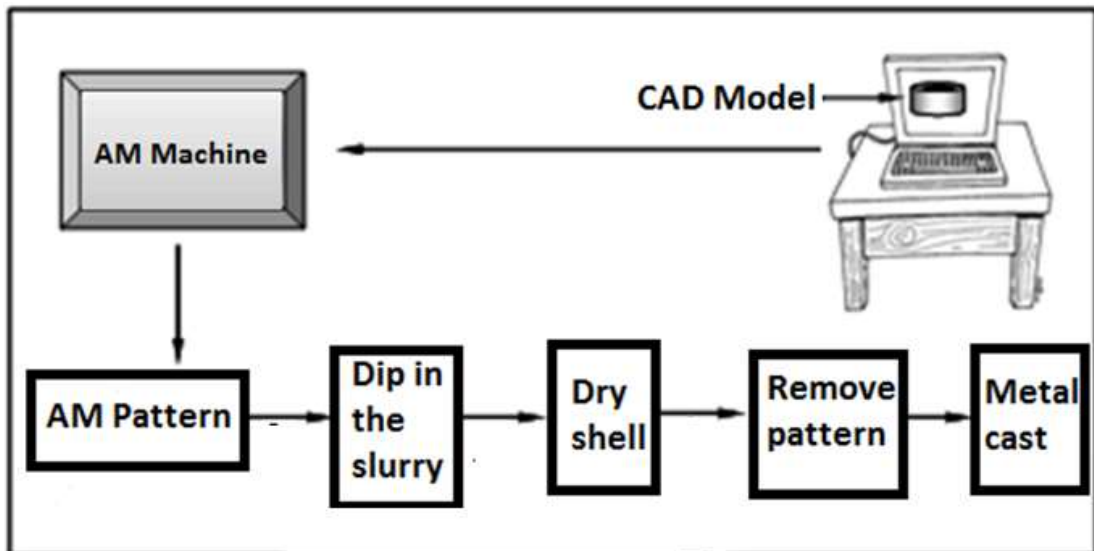 CAD Model
AM Machine
AM Pattern
Dip in
the
slurry
Dry
shell
Remove
pattern
Metal
cast